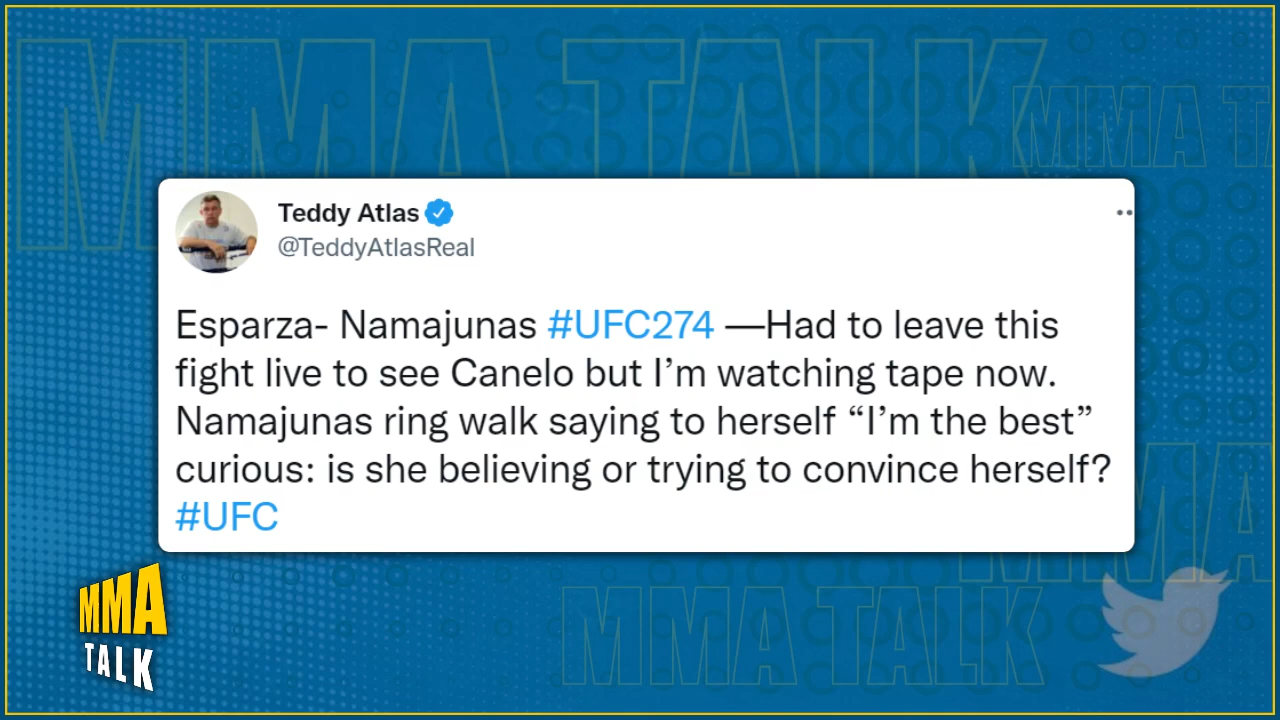 MMA TALK
MMA T
Teddy Atlas
@TeddyAtlasReal
Esparza- Namajunas #UFC274 —Had to leave this
fight live to see Canelo but I’m watching tape now.
Namajunas ring walk saying to herself “I’m the best”
curious: is she believing or trying to convince herself?
#UFC
MMA
MMA
TALK
MMA TALK